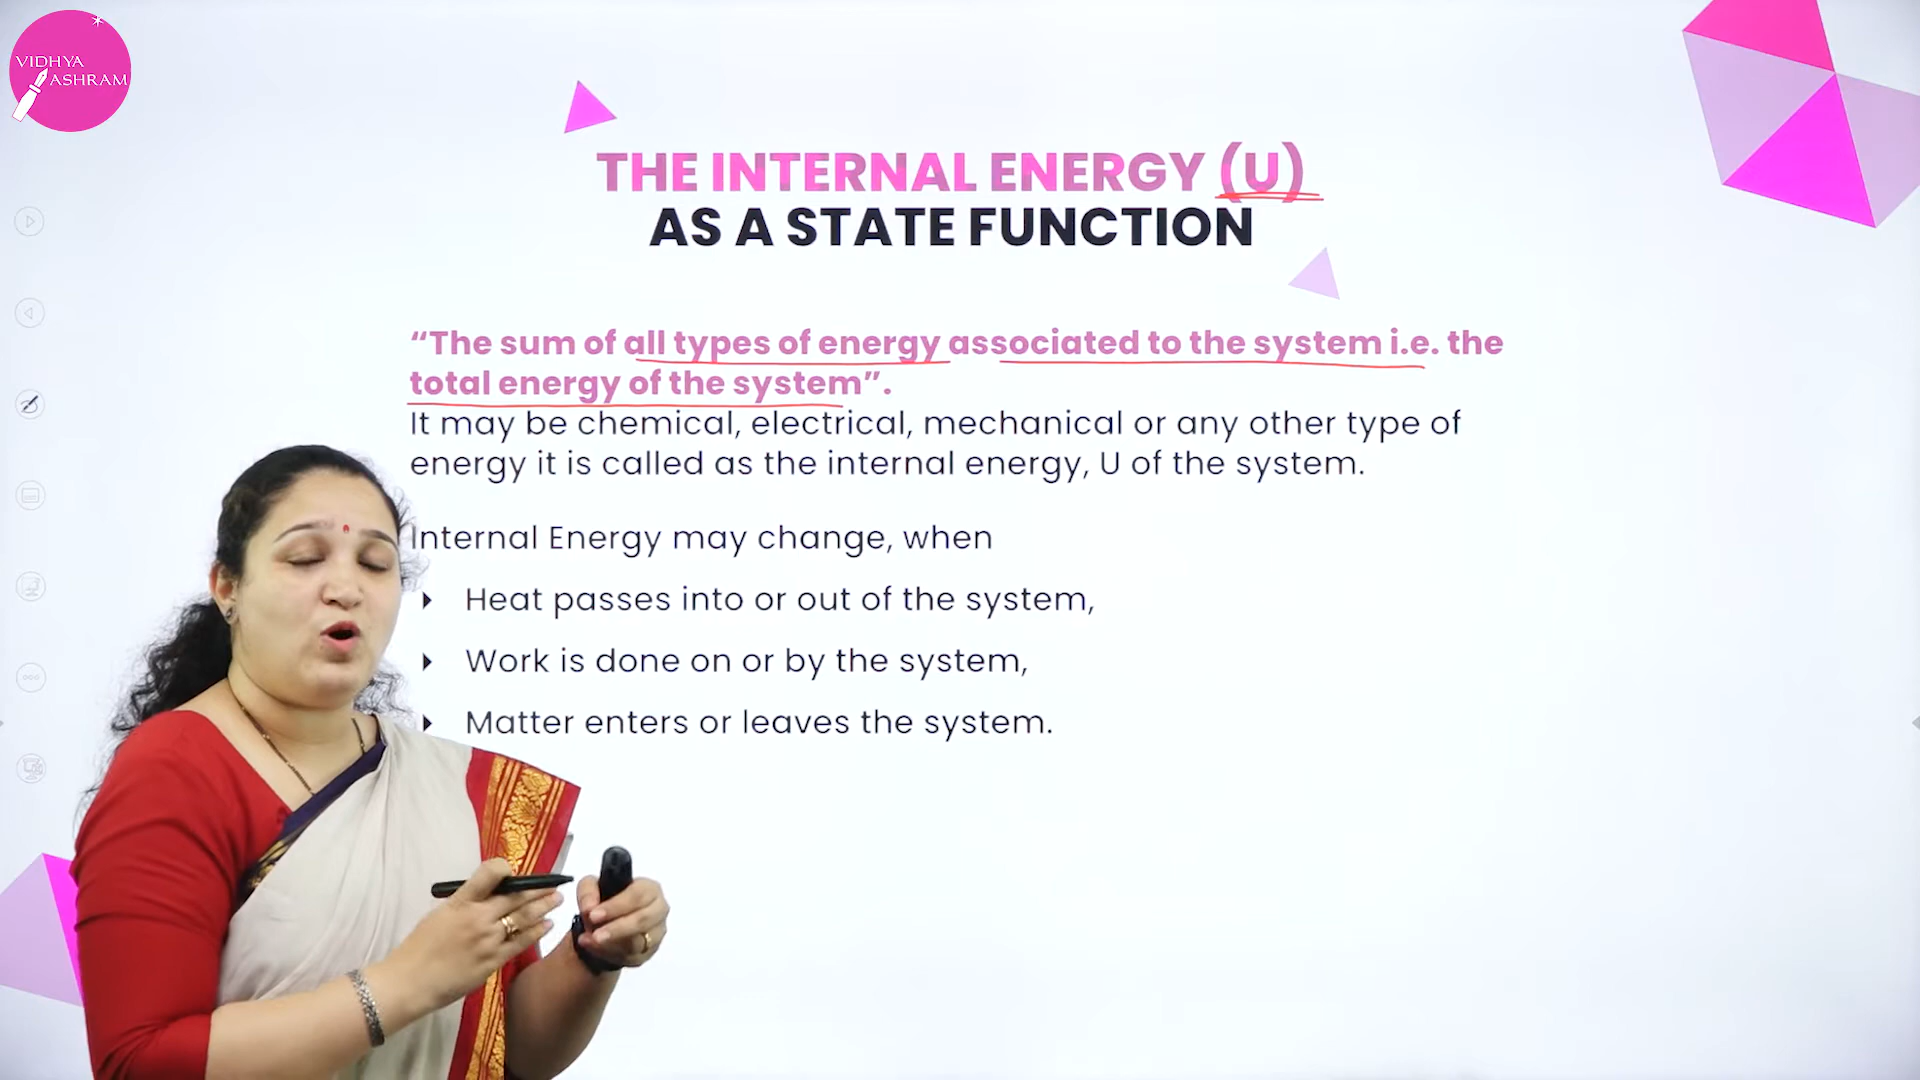 VIDHYA
ASHRAM
THE INTERNAL ENERGY (U)
AS A STATE FUNCTION
“The sum of all types of energy associated to the system i.e. the
total energy of the system”.
It may be chemical, electrical, mechanical or any other type of
energy it is called as the internal energy, U of the system.
Internal Energy may change, when
Heat passes into or out of the system,
Work is done on or by the system,
Matter enters or leaves the system.